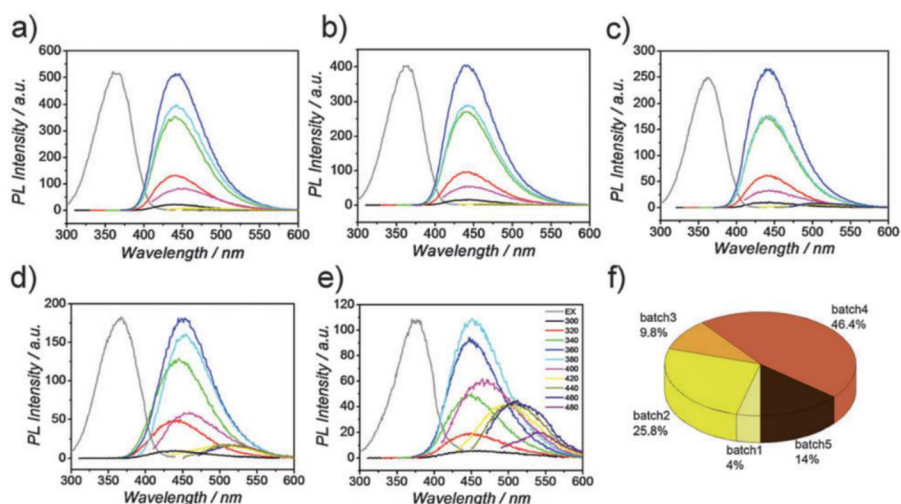 a)
PL Intensity / a.u.
600
500
400
300
200
100
0
300 350 400 450 500 550 600
Wavelength / nm
b)
PL Intensity / a.u.
400
300
200
100
0
300 350 400 450 500 550 600
Wavelength / nm
c)
PL Intensity / a.u.
300
250
200
150
100
50
0
300 350 400 450 500 550 600
Wavelength / nm
d)
PL Intensity / a.u.
200
150
100
50
0
300 350 400 450 500 550 600
Wavelength / nm
e)
PL Intensity / a.u.
120
100
80
60
40
20
0
300 350 400 450 500 550 600
Wavelength / nm
EX
300
320
340
360
380
400
420
440
460
480
f)
batch3
9.8%
batch4
46.4%
batch2
25.8%
batch1
4%
batch5
14%